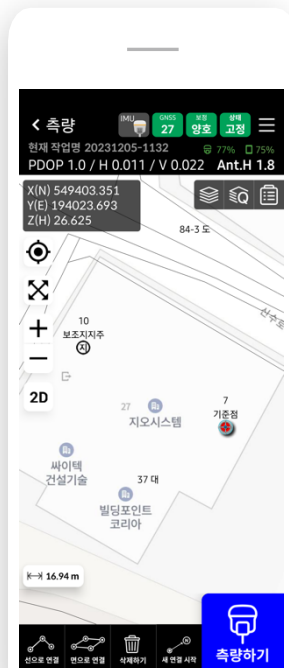 측량
IMU
GNSS
27
보정
양호
상태
고정
현재 작업명 20231205-1132
77%
75%
PDOP 1.0 / H 0.011 / V 0.022
Ant.H 1.8
X(N) 549403.351
Y(E) 194023.693
Z(H) 26.625
84-3 도
신수로
10
보조지지주
지
2D
27
지오시스템
7
기준점
싸이텍
건설기술
37 대
빌딩포인트
코리아
16.94 m
선으로 연결
면으로 연결
삭제하기
N
새 연결 시작
측량하기